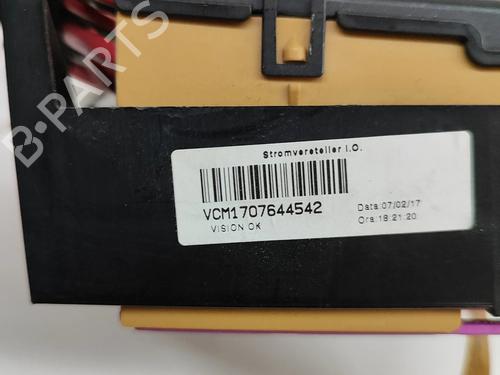 B-PARTS
Stromverteiler I.O.
VCM1707644542
VISION OK
Data:07/02/17
Ora:18:21:20